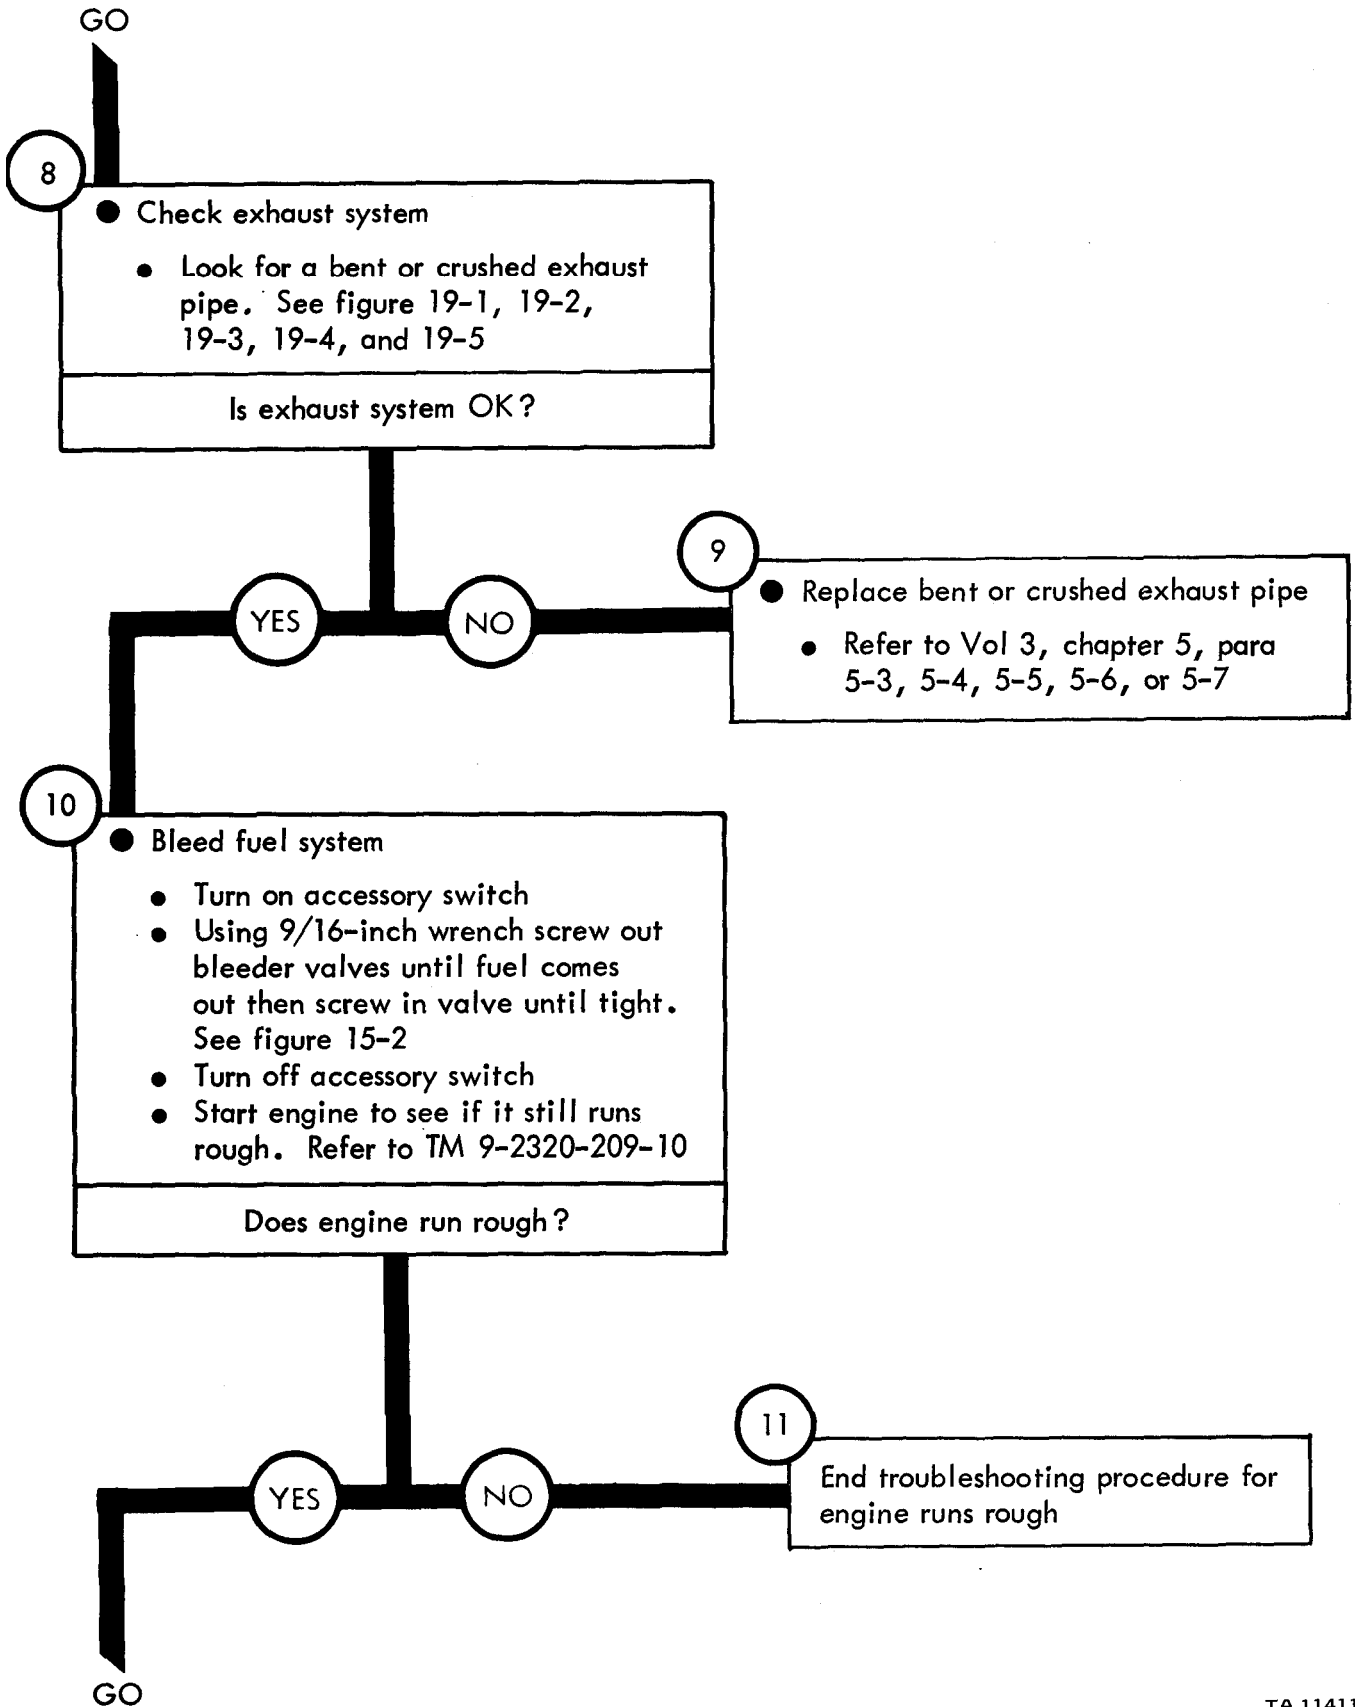 GO
8
● Check exhaust system
● Look for a bent or crushed exhaust
pipe. See figure 19-1, 19-2,
19-3, 19-4, and 19-5
Is exhaust system OK?
YES
NO
9
● Replace bent or crushed exhaust pipe
● Refer to Vol 3, chapter 5, para
5-3, 5-4, 5-5, 5-6, or 5-7
10
● Bleed fuel system
● Turn on accessory switch
● Using 9/16-inch wrench screw out
bleeder valves until fuel comes
out then screw in valve until tight.
See figure 15-2
● Turn off accessory switch
● Start engine to see if it still runs
rough. Refer to TM 9-2320-209-10
Does engine run rough?
YES
NO
11
End troubleshooting procedure for
engine runs rough
GO
TA 11411